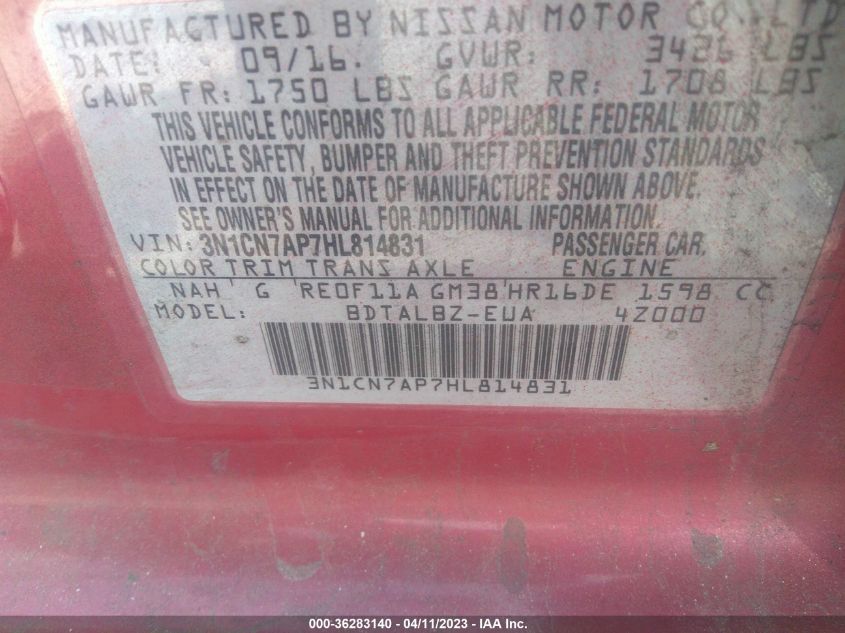 MANUFACTURED BY NISSAN MOTOR CO., LTD
DATE: 09/16. GVWR: 3426 LBS
GAWR FR: 1750 LBS GAWR RR: 1708 LBS
THIS VEHICLE CONFORMS TO ALL APPLICABLE FEDERAL MOTOR
VEHICLE SAFETY, BUMPER AND THEFT PREVENTION STANDARDS
IN EFFECT ON THE DATE OF MANUFACTURE SHOWN ABOVE.
SEE OWNER'S MANUAL FOR ADDITIONAL INFORMATION.
VIN: 3N1CN7AP7HL814831 PASSENGER CAR.
COLOR TRIM TRANS AXLE ENGINE
NAH G RE0F11A GM38 HR16DE 1598 CC
MODEL: BDTALBZ-EUA 4Z000
3N1CN7AP7HL814831
000-36283140 - 04/11/2023 - IAA Inc.